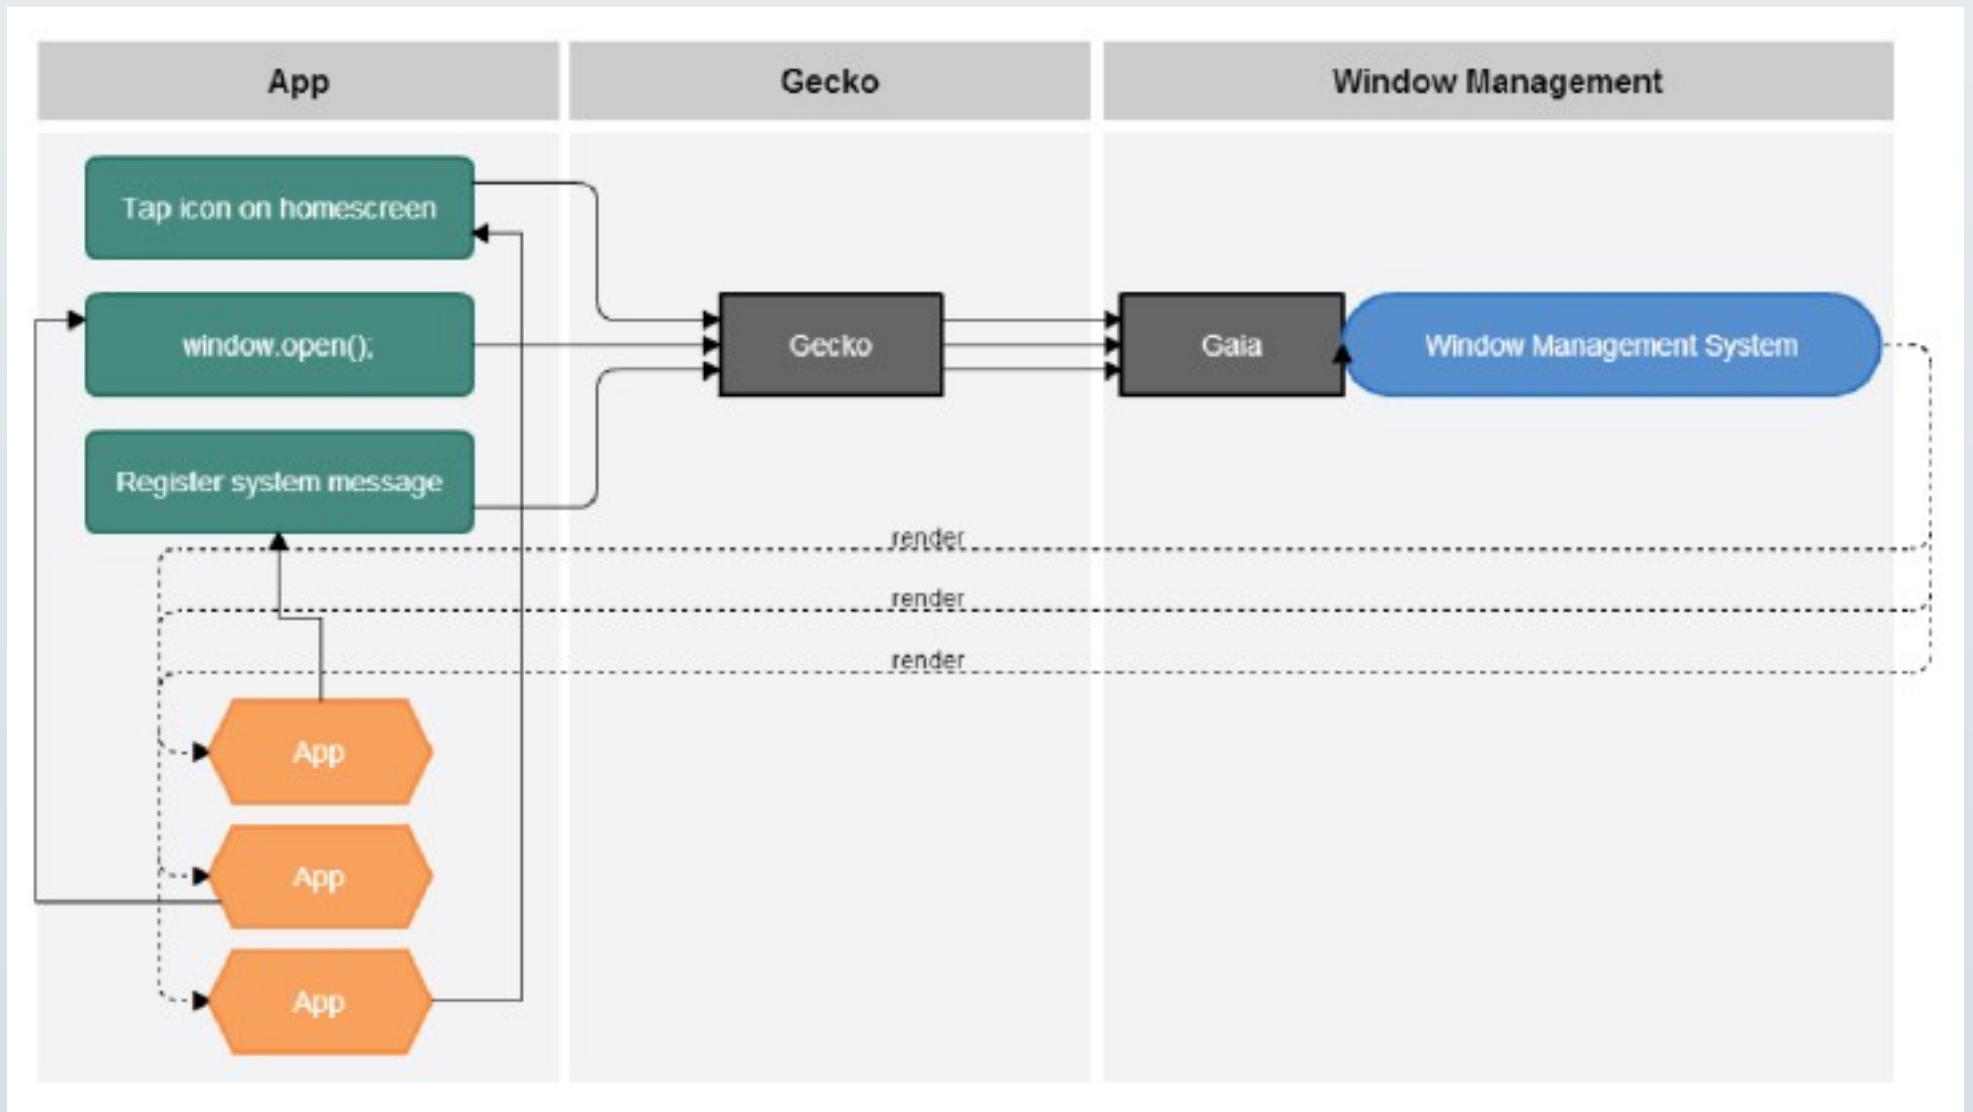 App
Gecko
Window Management
Tap icon on homescreen
window.open();
Gecko
Gaia
Window Management System
Register system message
render
render
render
App
App
App